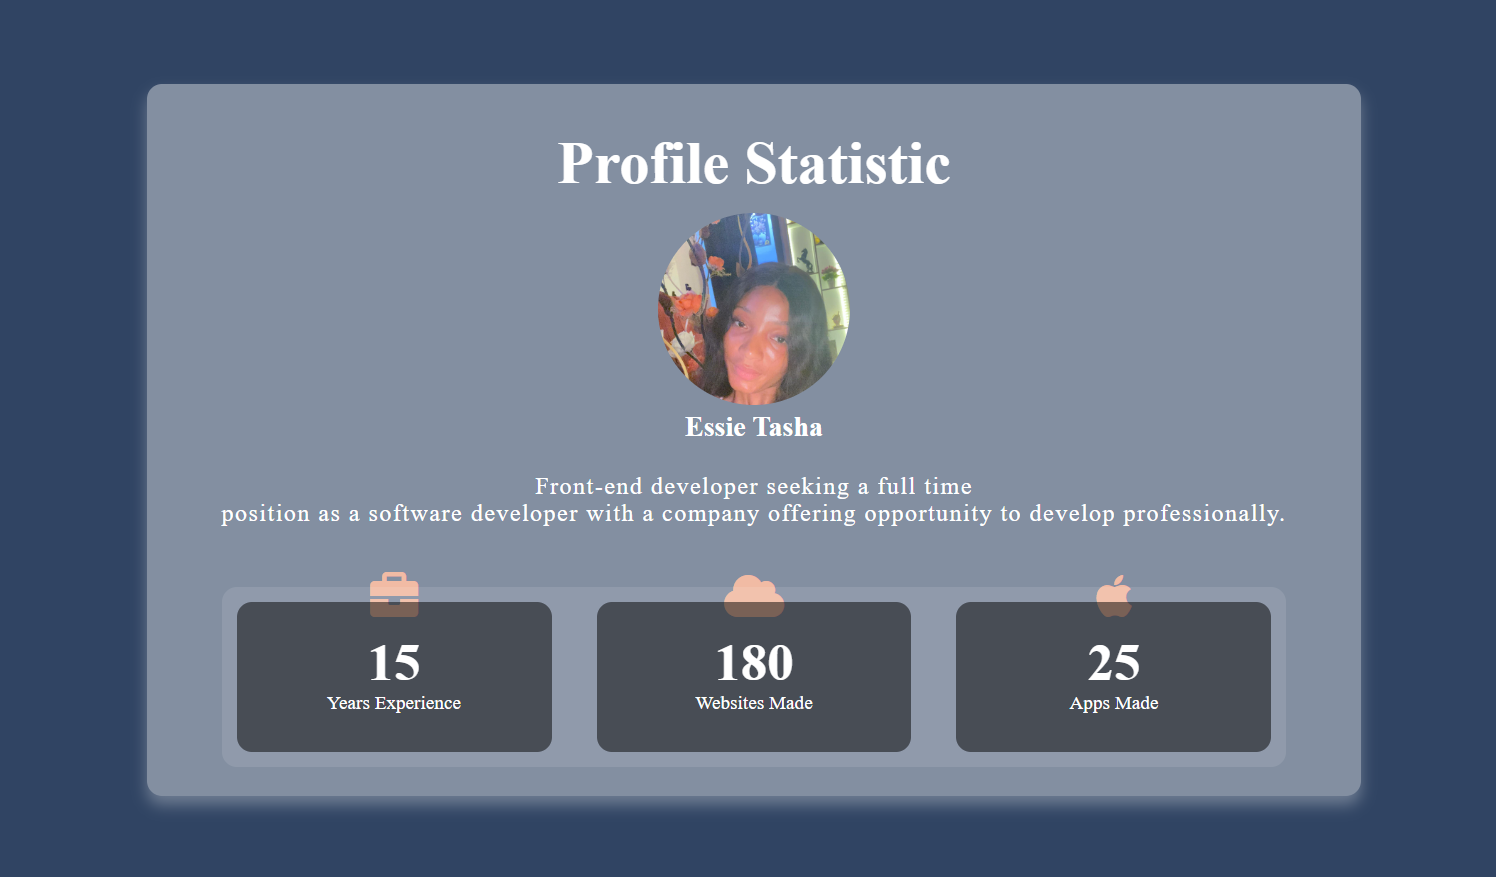 Profile Statistic
Essie Tasha
Front-end developer seeking a full time
position as a software developer with a company offering opportunity to develop professionally.
15
180
25
Years Experience
Websites Made
Apps Made